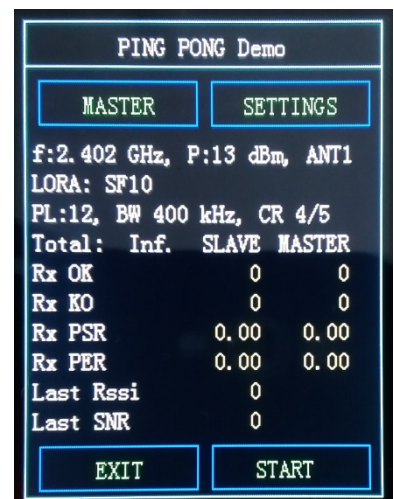 PING PONG Demo
MASTER SETTINGS
f:2.402 GHz, P:13 dBm, ANT1
LORA: SF10
PL:12, BW 400 kHz, CR 4/5
Total: Inf. SLAVE MASTER
Rx OK 0 0
Rx KO 0 0
Rx PSR 0.00 0.00
Rx PER 0.00 0.00
Last Rssi 0
Last SNR 0
EXIT START